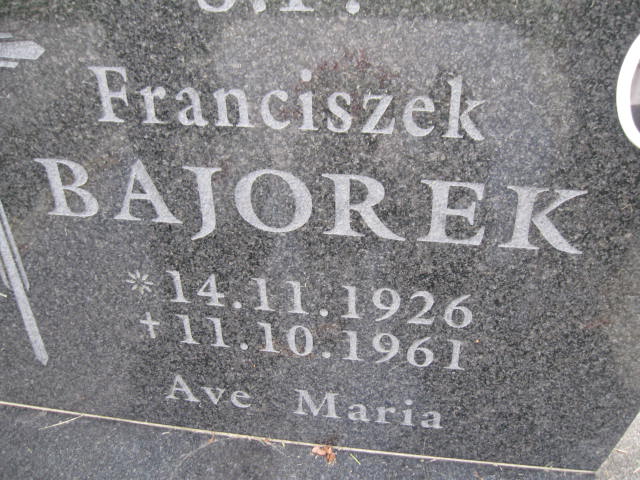 Ś.P.
Franciszek
BAJOREK
* 14.11.1926
✝ 11.10.1961
Ave Maria